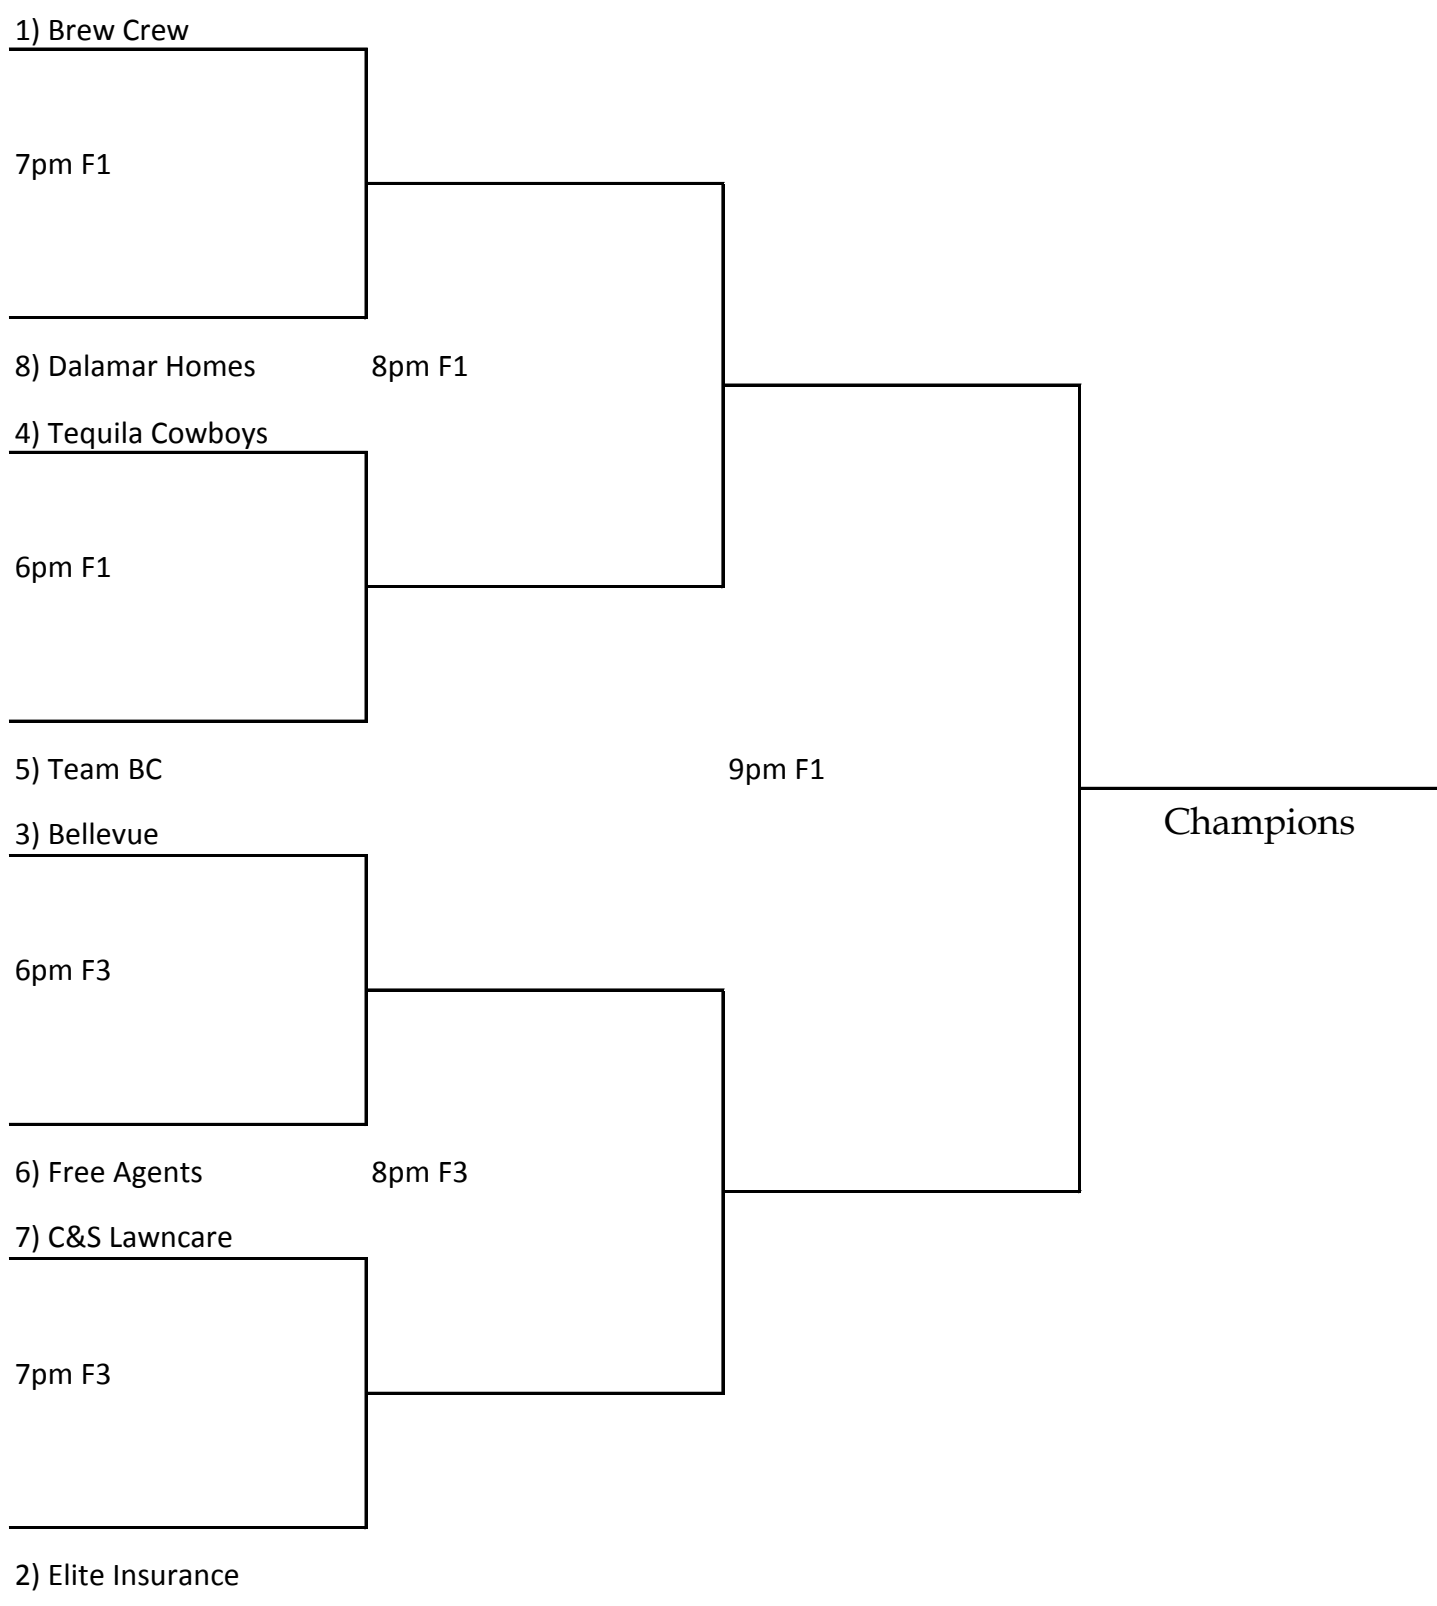 1) Brew Crew
7pm F1
8) Dalamar Homes
8pm F1
4) Tequila Cowboys
6pm F1
5) Team BC
9pm F1
Champions
3) Bellevue
6pm F3
6) Free Agents
8pm F3
7) C&S Lawncare
7pm F3
2) Elite Insurance